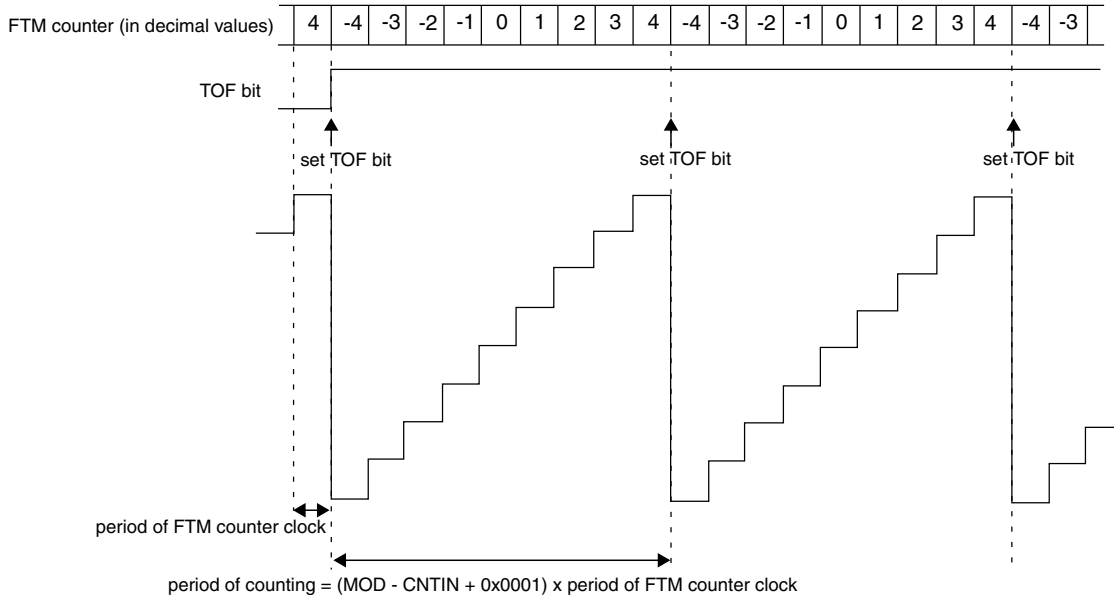 FTM counter (in decimal values) 4 -4 -3 -2 -1 0 1 2 3 4 -4 -3 -2 -1 0 1 2 3 4 -4 -3
TOF bit
set TOF bit set TOF bit set TOF bit
period of FTM counter clock
period of counting = (MOD - CNTIN + 0x0001) x period of FTM counter clock